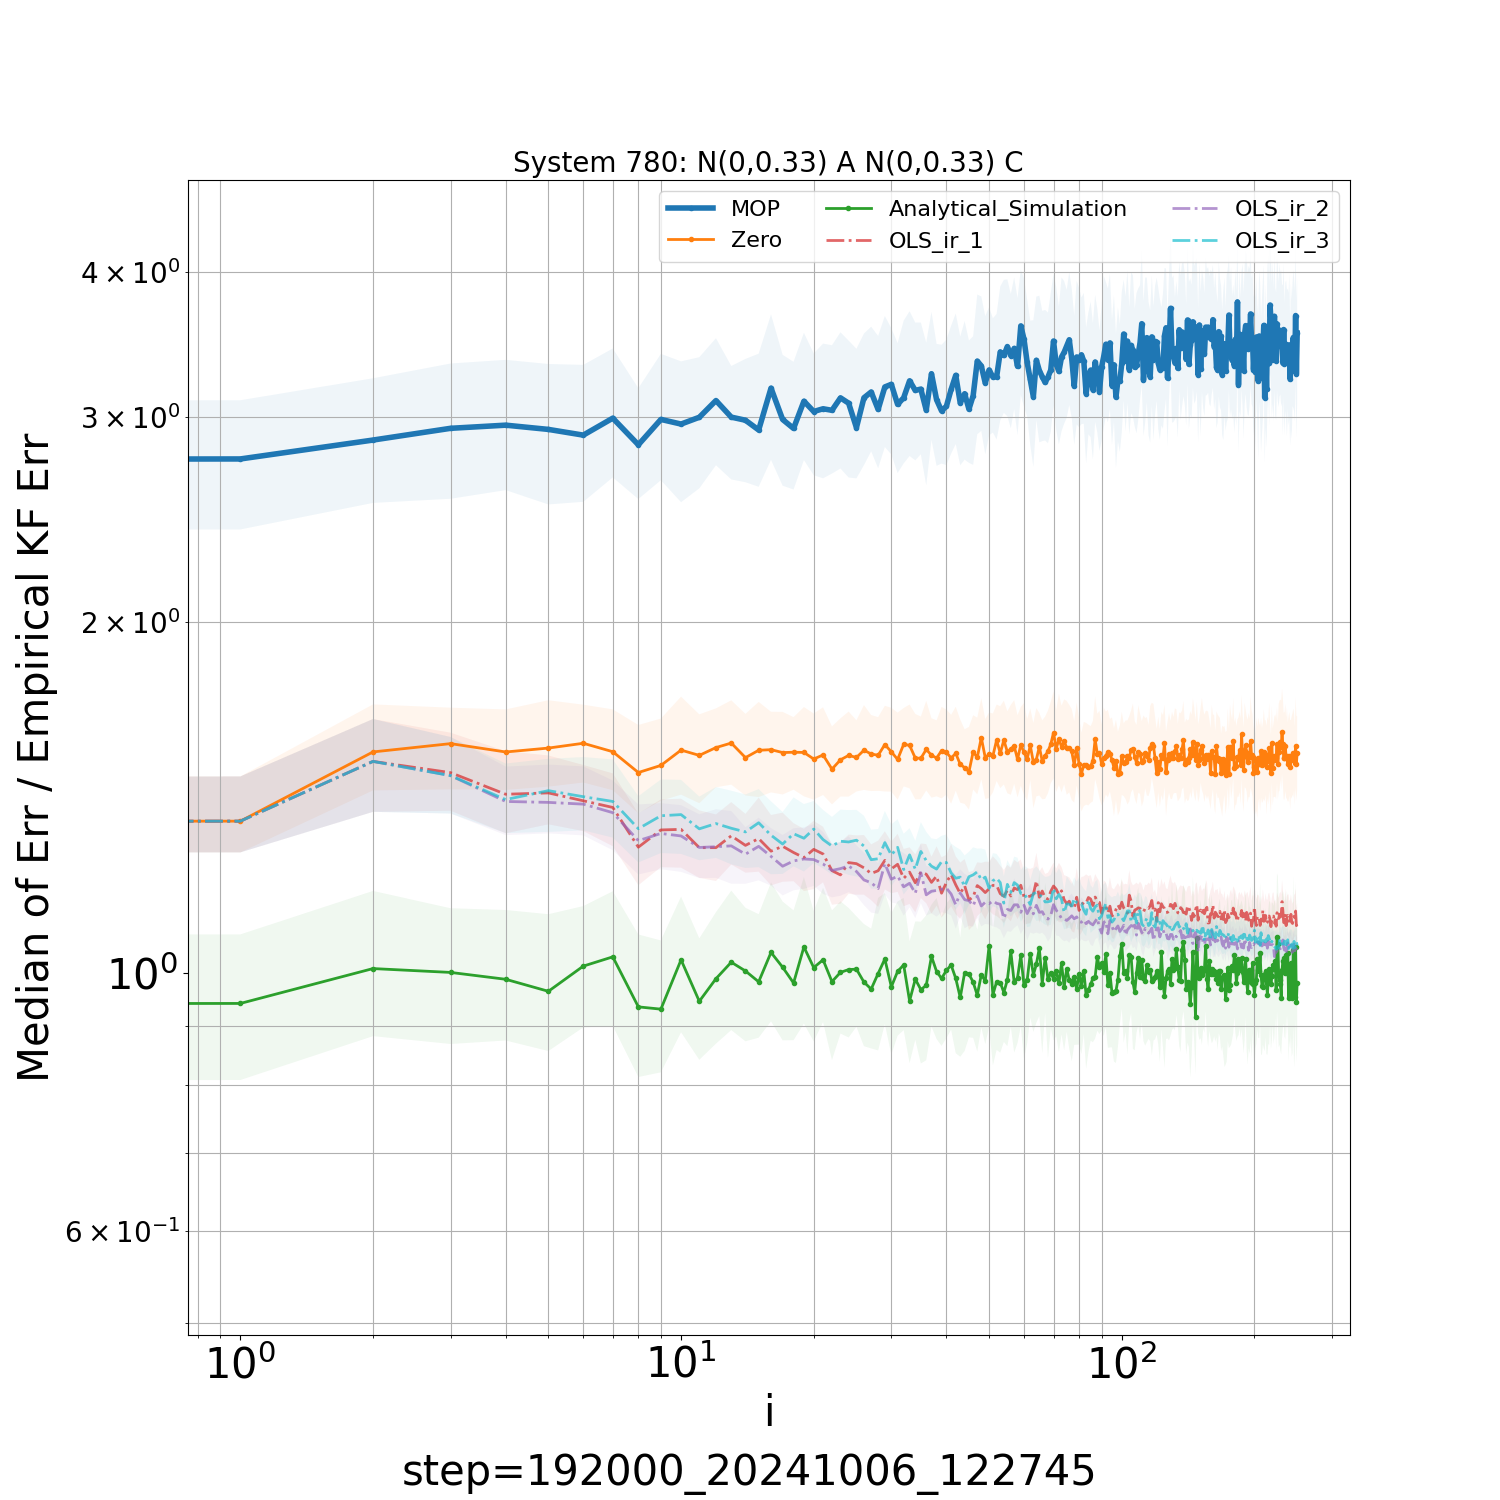 System 780: N(0,0.33) A N(0,0.33) C
MOP
Zero
Analytical_Simulation
OLS_ir_1
OLS_ir_2
OLS_ir_3
Median of Err / Empirical KF Err
4 × 10⁰
3 × 10⁰
2 × 10⁰
10⁰
6 × 10⁻¹
10⁰
10¹
10²
i
step=192000_20241006_122745